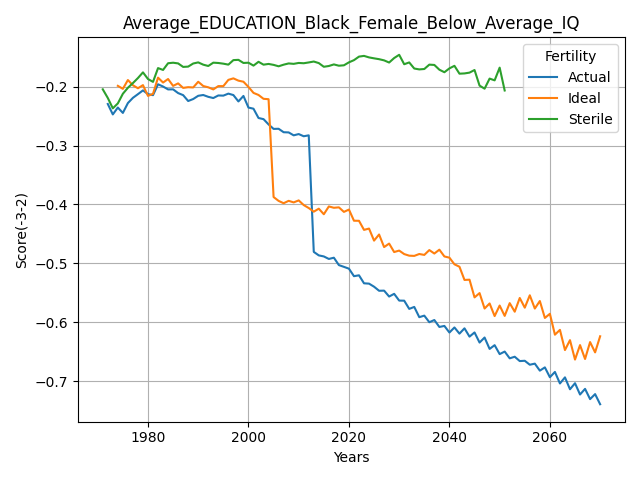 Average_EDUCATION_Black_Female_Below_Average_IQ
Fertility
Actual
Ideal
Sterile
Score(-3-2)
−0.2
−0.3
−0.4
−0.5
−0.6
−0.7
1980
2000
2020
2040
2060
Years